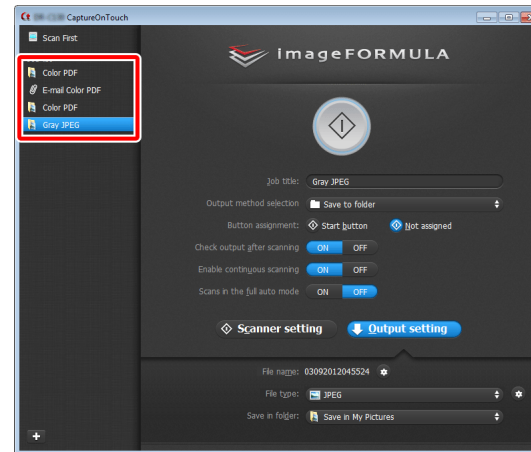 CaptureOnTouch
Scan First
Color PDF
E-mail Color PDF
Color PDF
Gray JPEG
imageFORMULA
Job title: Gray JPEG
Output method selection Save to folder
Button assignment: Start button Not assigned
Check output after scanning ON OFF
Enable continuous scanning ON OFF
Scans in the full auto mode ON OFF
Scanner setting Output setting
File name: 03092012045524
File type: JPEG
Save in folder: Save in My Pictures